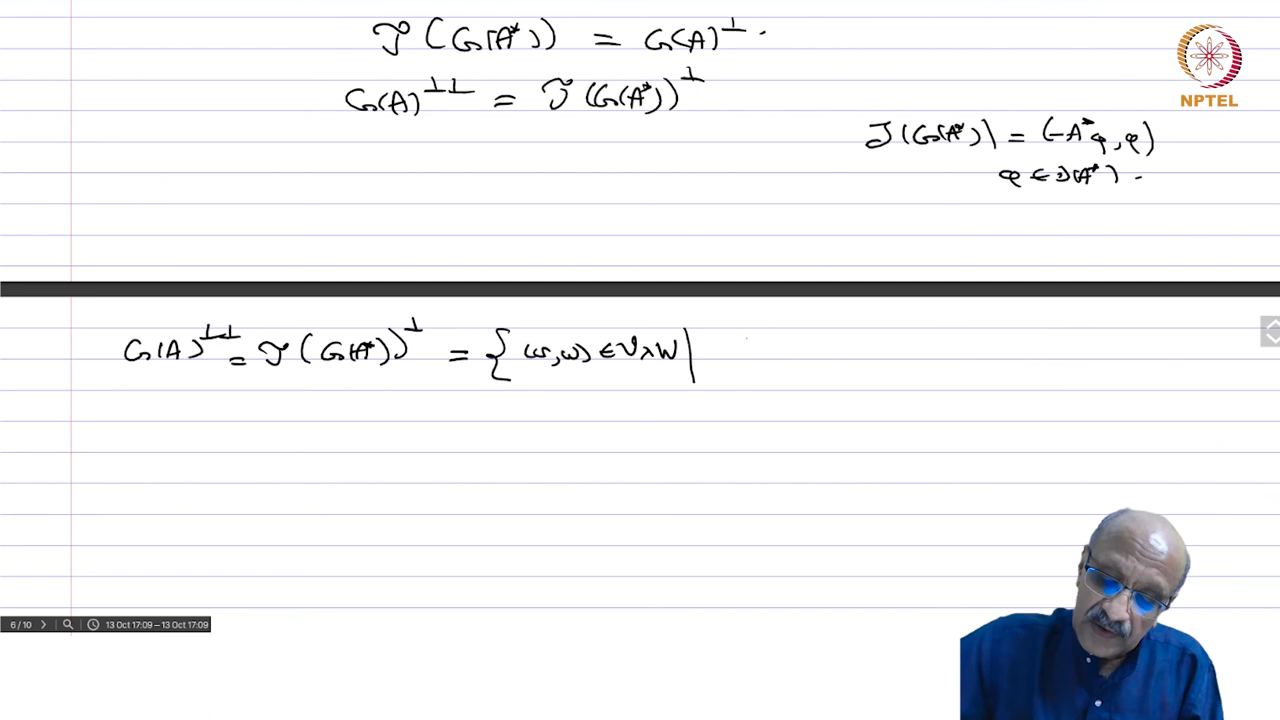 𝒥(G(A*)) = G(A)^⊥.
G(A)^⊥⊥ = 𝒥(G(A*))^⊥
NPTEL
J(G(A*)) = (-A*φ, φ)
φ ∈ D(A*).
G(A)^⊥⊥ = 𝒥(G(A*))^⊥ = { (v,w) ∈ V×W |
6 / 10 13 Oct 17:09 – 13 Oct 17:09